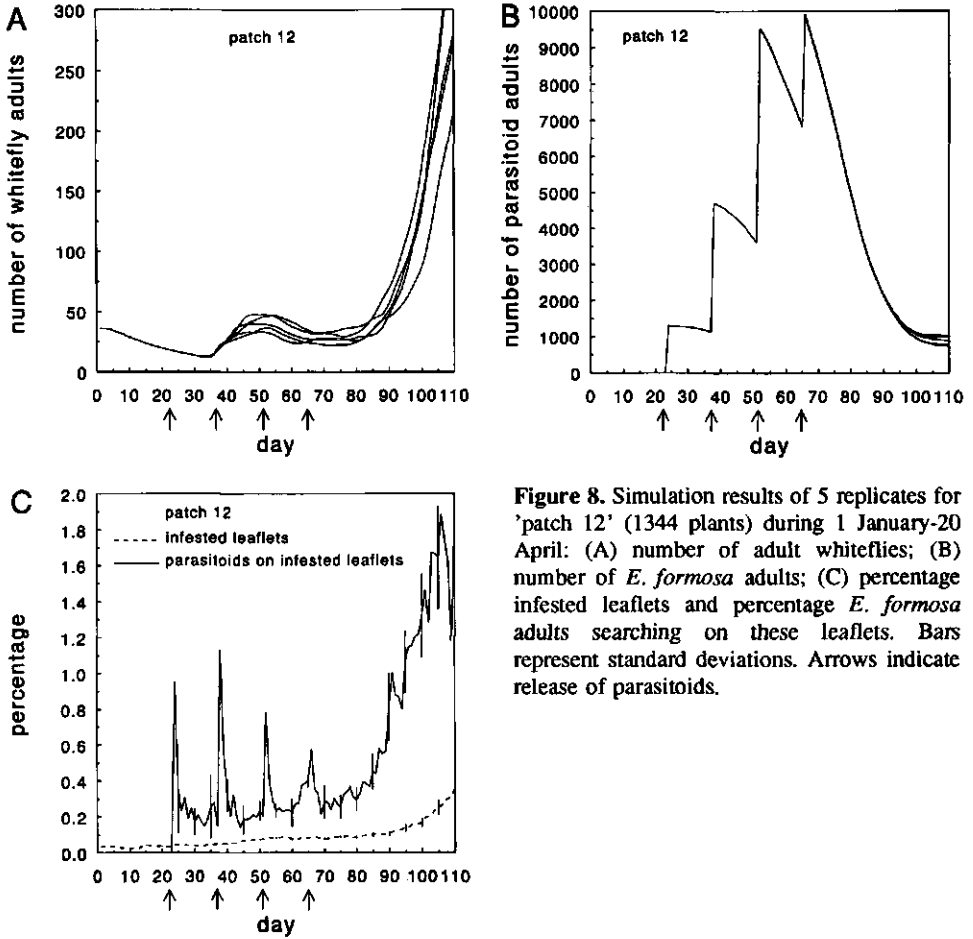 A
patch 12
300
250
200
150
100
50
0
number of whitefly adults
0 10 20 30 40 50 60 70 80 90 100 110
day
B
patch 12
10000
9000
8000
7000
6000
5000
4000
3000
2000
1000
0
number of parasitoid adults
0 10 20 30 40 50 60 70 80 90 100 110
day
C
patch 12
infested leaflets
parasitoids on infested leaflets
2.0
1.8
1.6
1.4
1.2
1.0
0.8
0.6
0.4
0.2
0.0
percentage
0 10 20 30 40 50 60 70 80 90 100 110
day
Figure 8. Simulation results of 5 replicates for
'patch 12' (1344 plants) during 1 January-20
April: (A) number of adult whiteflies; (B)
number of E. formosa adults; (C) percentage
infested leaflets and percentage E. formosa
adults searching on these leaflets. Bars
represent standard deviations. Arrows indicate
release of parasitoids.